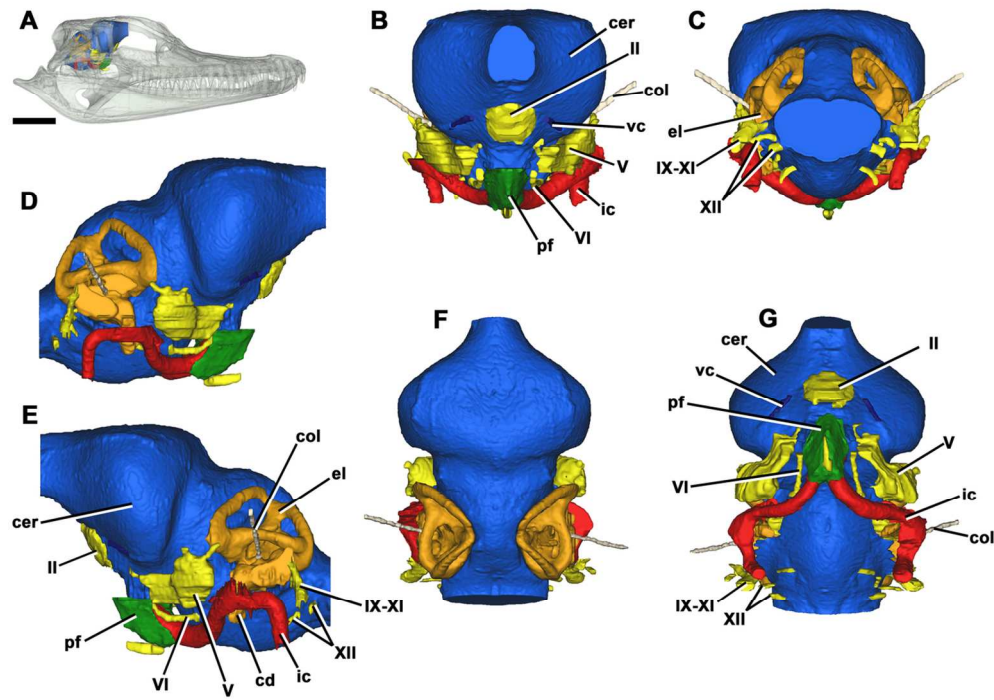 A
B
cer
II
col
vc
V
VI
ic
pf
C
el
IX-XI
XII
D
E
col
el
cer
II
IX-XI
XII
pf
VI
V
cd
ic
F
G
cer
II
vc
pf
V
VI
ic
col
IX-XI
XII